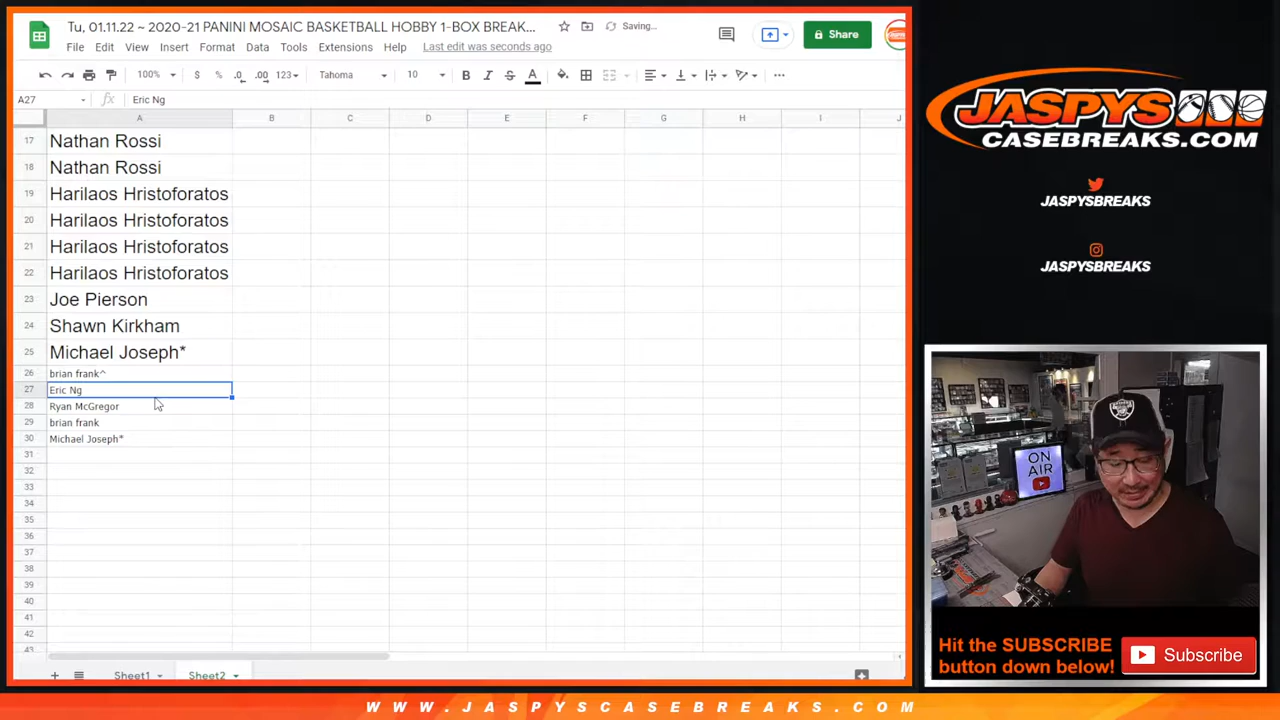 Tu, 01.11.22 ~ 2020-21 PANINI MOSAIC BASKETBALL HOBBY 1-BOX BREAK...
Saving...
File Edit View Insert Format Data Tools Extensions Help Last edit was seconds ago
Share
100% $ % .0 .00 123 Tahoma 10 B I S A
A27 fx Eric Ng
A B C D E F G H I J
17 Nathan Rossi
18 Nathan Rossi
19 Harilaos Hristoforatos
20 Harilaos Hristoforatos
21 Harilaos Hristoforatos
22 Harilaos Hristoforatos
23 Joe Pierson
24 Shawn Kirkham
25 Michael Joseph*
26 brian frank^
27 Eric Ng
28 Ryan McGregor
29 brian frank
30 Michael Joseph*
31
32
33
34
35
36
37
38
39
40
41
42
43
Sheet1 Sheet2
JASPYS
CASEBREAKS.COM
JASPYSBREAKS
JASPYSBREAKS
ON
AIR
Hit the SUBSCRIBE
button down below!
Subscribe
WWW.JASPYSCASEBREAKS.COM